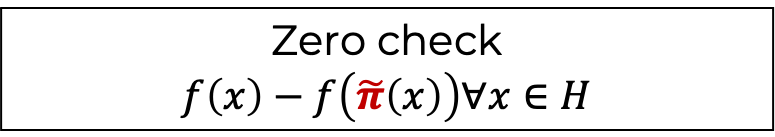 Zero check
𝑓(𝑥) − 𝑓(𝝅̃(𝑥))∀𝑥 ∈ 𝐻